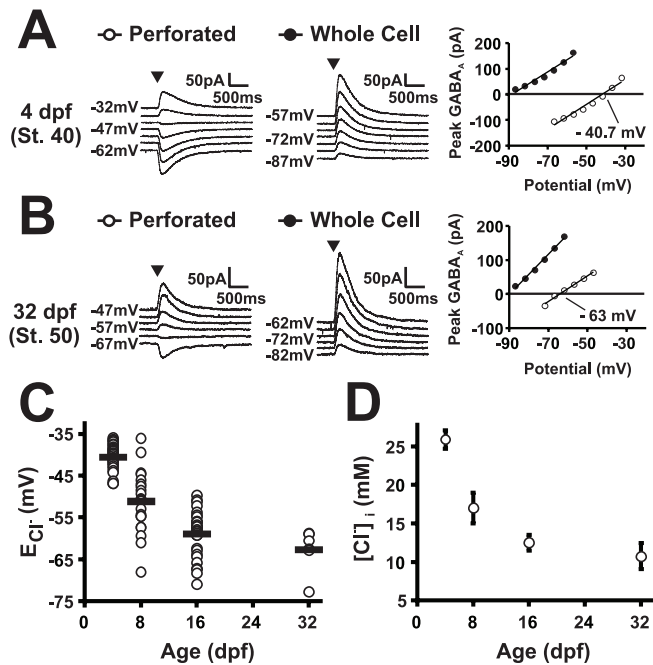 A
Perforated
Whole Cell
4 dpf
(St. 40)
50pA
500ms
-32mV
-47mV
-62mV
50pA
500ms
-57mV
-72mV
-87mV
Peak GABA_A (pA)
200
100
0
-100
-200
-90 -70 -50 -30
- 40.7 mV
Potential (mV)
B
Perforated
Whole Cell
32 dpf
(St. 50)
50pA
500ms
-47mV
-57mV
-67mV
50pA
500ms
-62mV
-72mV
-82mV
Peak GABA_A (pA)
200
100
0
-100
-90 -70 -50 -30
- 63 mV
Potential (mV)
C
E_Cl⁻ (mV)
-35
-45
-55
-65
-75
0 8 16 24 32
Age (dpf)
D
[Cl⁻]_i (mM)
25
20
15
10
5
0 8 16 24 32
Age (dpf)